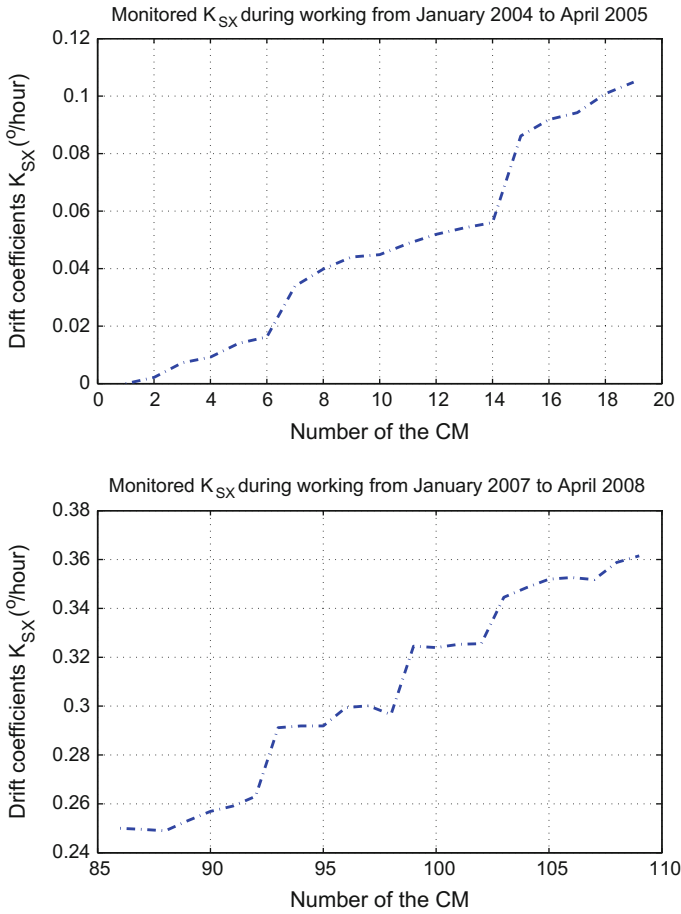 Monitored K_SX during working from January 2004 to April 2005
Drift coefficients K_SX (º/hour)
0.12
0.1
0.08
0.06
0.04
0.02
0
0 2 4 6 8 10 12 14 16 18 20
Number of the CM
Monitored K_SX during working from January 2007 to April 2008
Drift coefficients K_SX (º/hour)
0.38
0.36
0.34
0.32
0.3
0.28
0.26
0.24
85 90 95 100 105 110
Number of the CM